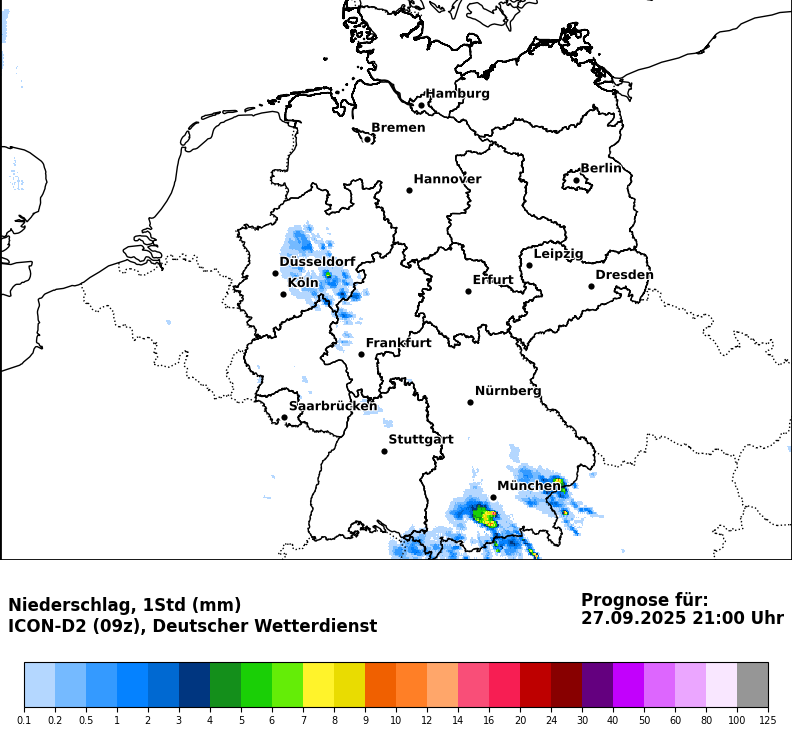 Hamburg
Bremen
Berlin
Hannover
Leipzig
Düsseldorf
Dresden
Köln
Erfurt
Frankfurt
Nürnberg
Saarbrücken
Stuttgart
München
Niederschlag, 1Std (mm)
ICON-D2 (09z), Deutscher Wetterdienst
Prognose für:
27.09.2025 21:00 Uhr
0.1 0.2 0.5 1 2 3 4 5 6 7 8 9 10 12 14 16 20 24 30 40 50 60 80 100 125